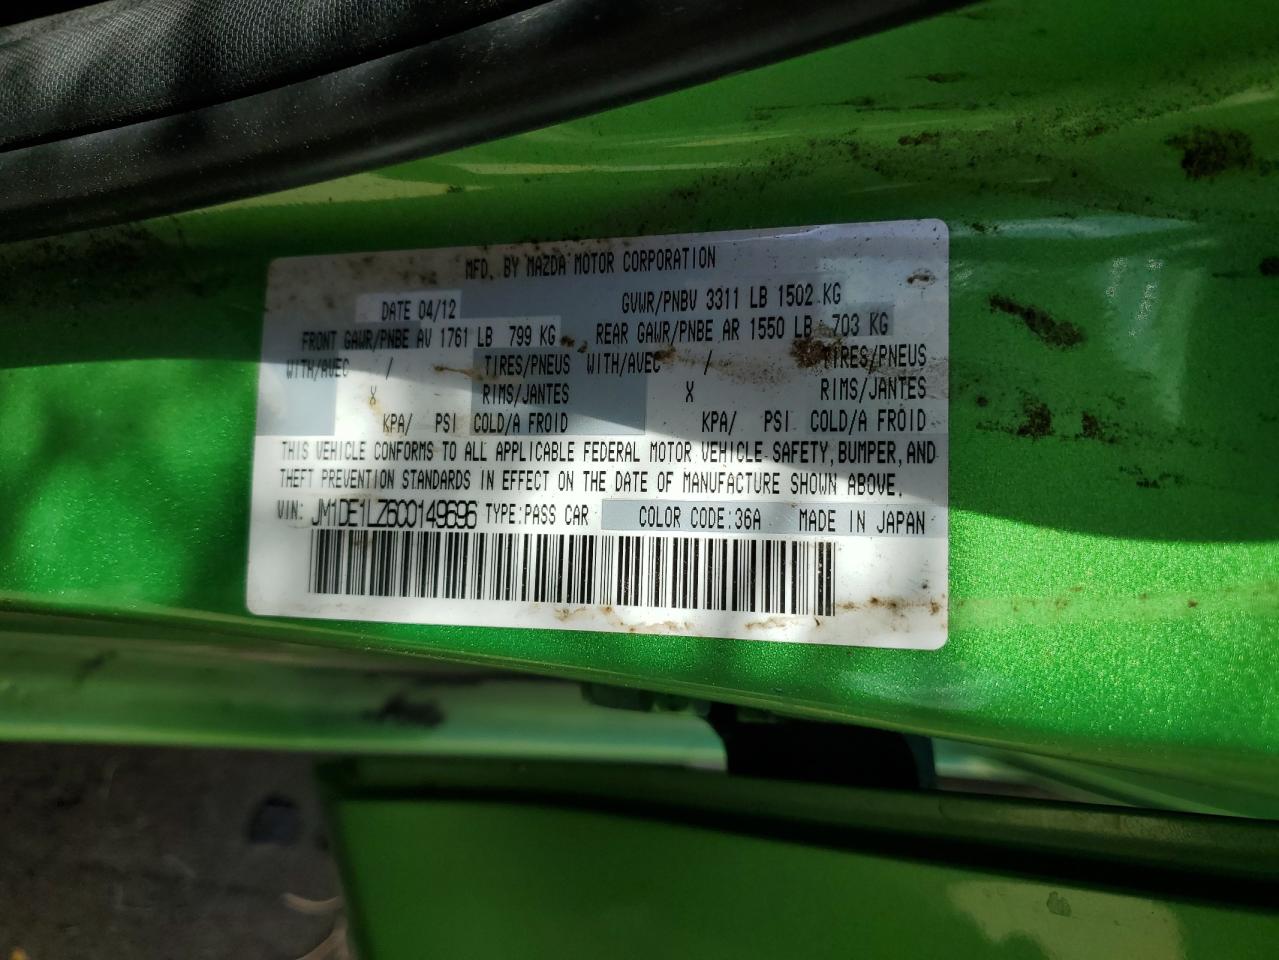 MFD. BY MAZDA MOTOR CORPORATION
DATE 04/12 GVWR/PNBV 3311 LB 1502 KG
FRONT GAWR/PNBE AV 1761 LB 799 KG REAR GAWR/PNBE AR 1550 LB 703 KG
WITH/AVEC / TIRES/PNEUS WITH/AVEC / TIRES/PNEUS
X RIMS/JANTES X RIMS/JANTES
KPA/ PSI COLD/A FROID KPA/ PSI COLD/A FROID
THIS VEHICLE CONFORMS TO ALL APPLICABLE FEDERAL MOTOR VEHICLE SAFETY, BUMPER, AND
THEFT PREVENTION STANDARDS IN EFFECT ON THE DATE OF MANUFACTURE SHOWN ABOVE.
VIN: JM1DE1LZ6C0149696 TYPE:PASS CAR COLOR CODE:36A MADE IN JAPAN